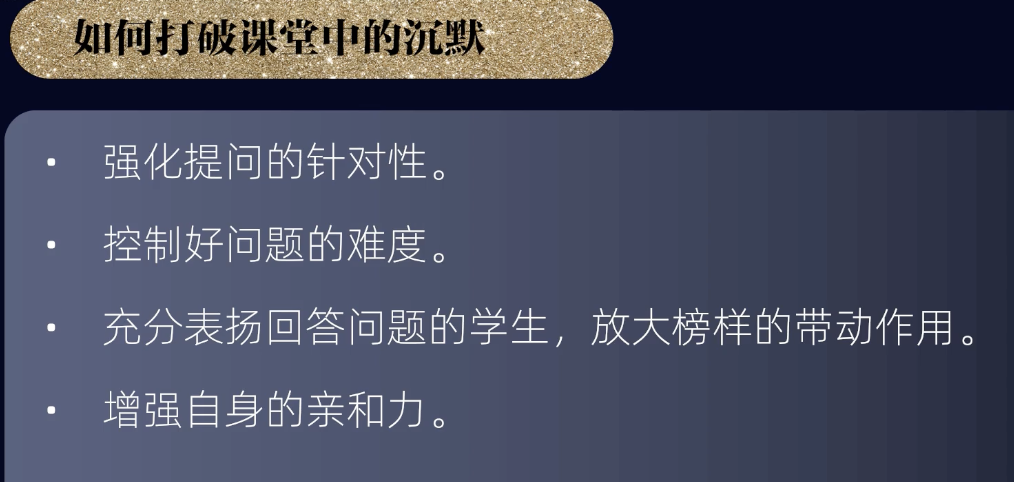 如何打破课堂中的沉默
• 强化提问的针对性。
• 控制好问题的难度。
• 充分表扬回答问题的学生，放大榜样的带动作用。
• 增强自身的亲和力。